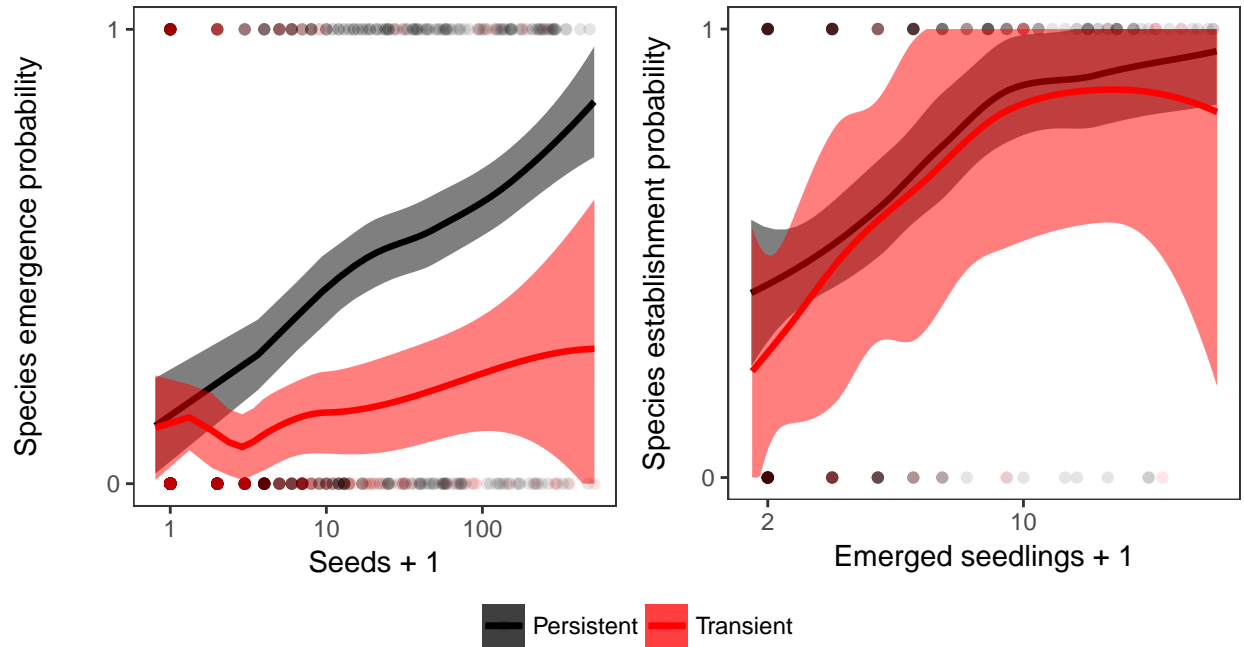 Species emergence probability
1
0
1
10
100
Seeds + 1
Species establishment probability
1
0
2
10
Emerged seedlings + 1
Persistent
Transient